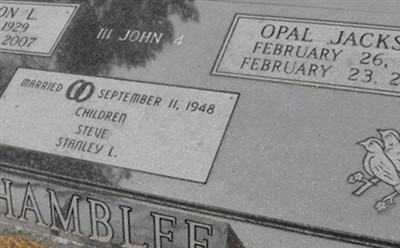 ON L.
1929
2007
III JOHN 4
OPAL JACKS
FEBRUARY 26,
FEBRUARY 23, 2
MARRIED SEPTEMBER 11, 1948
CHILDREN
STEVE
STANLEY L.
HAMBLEE